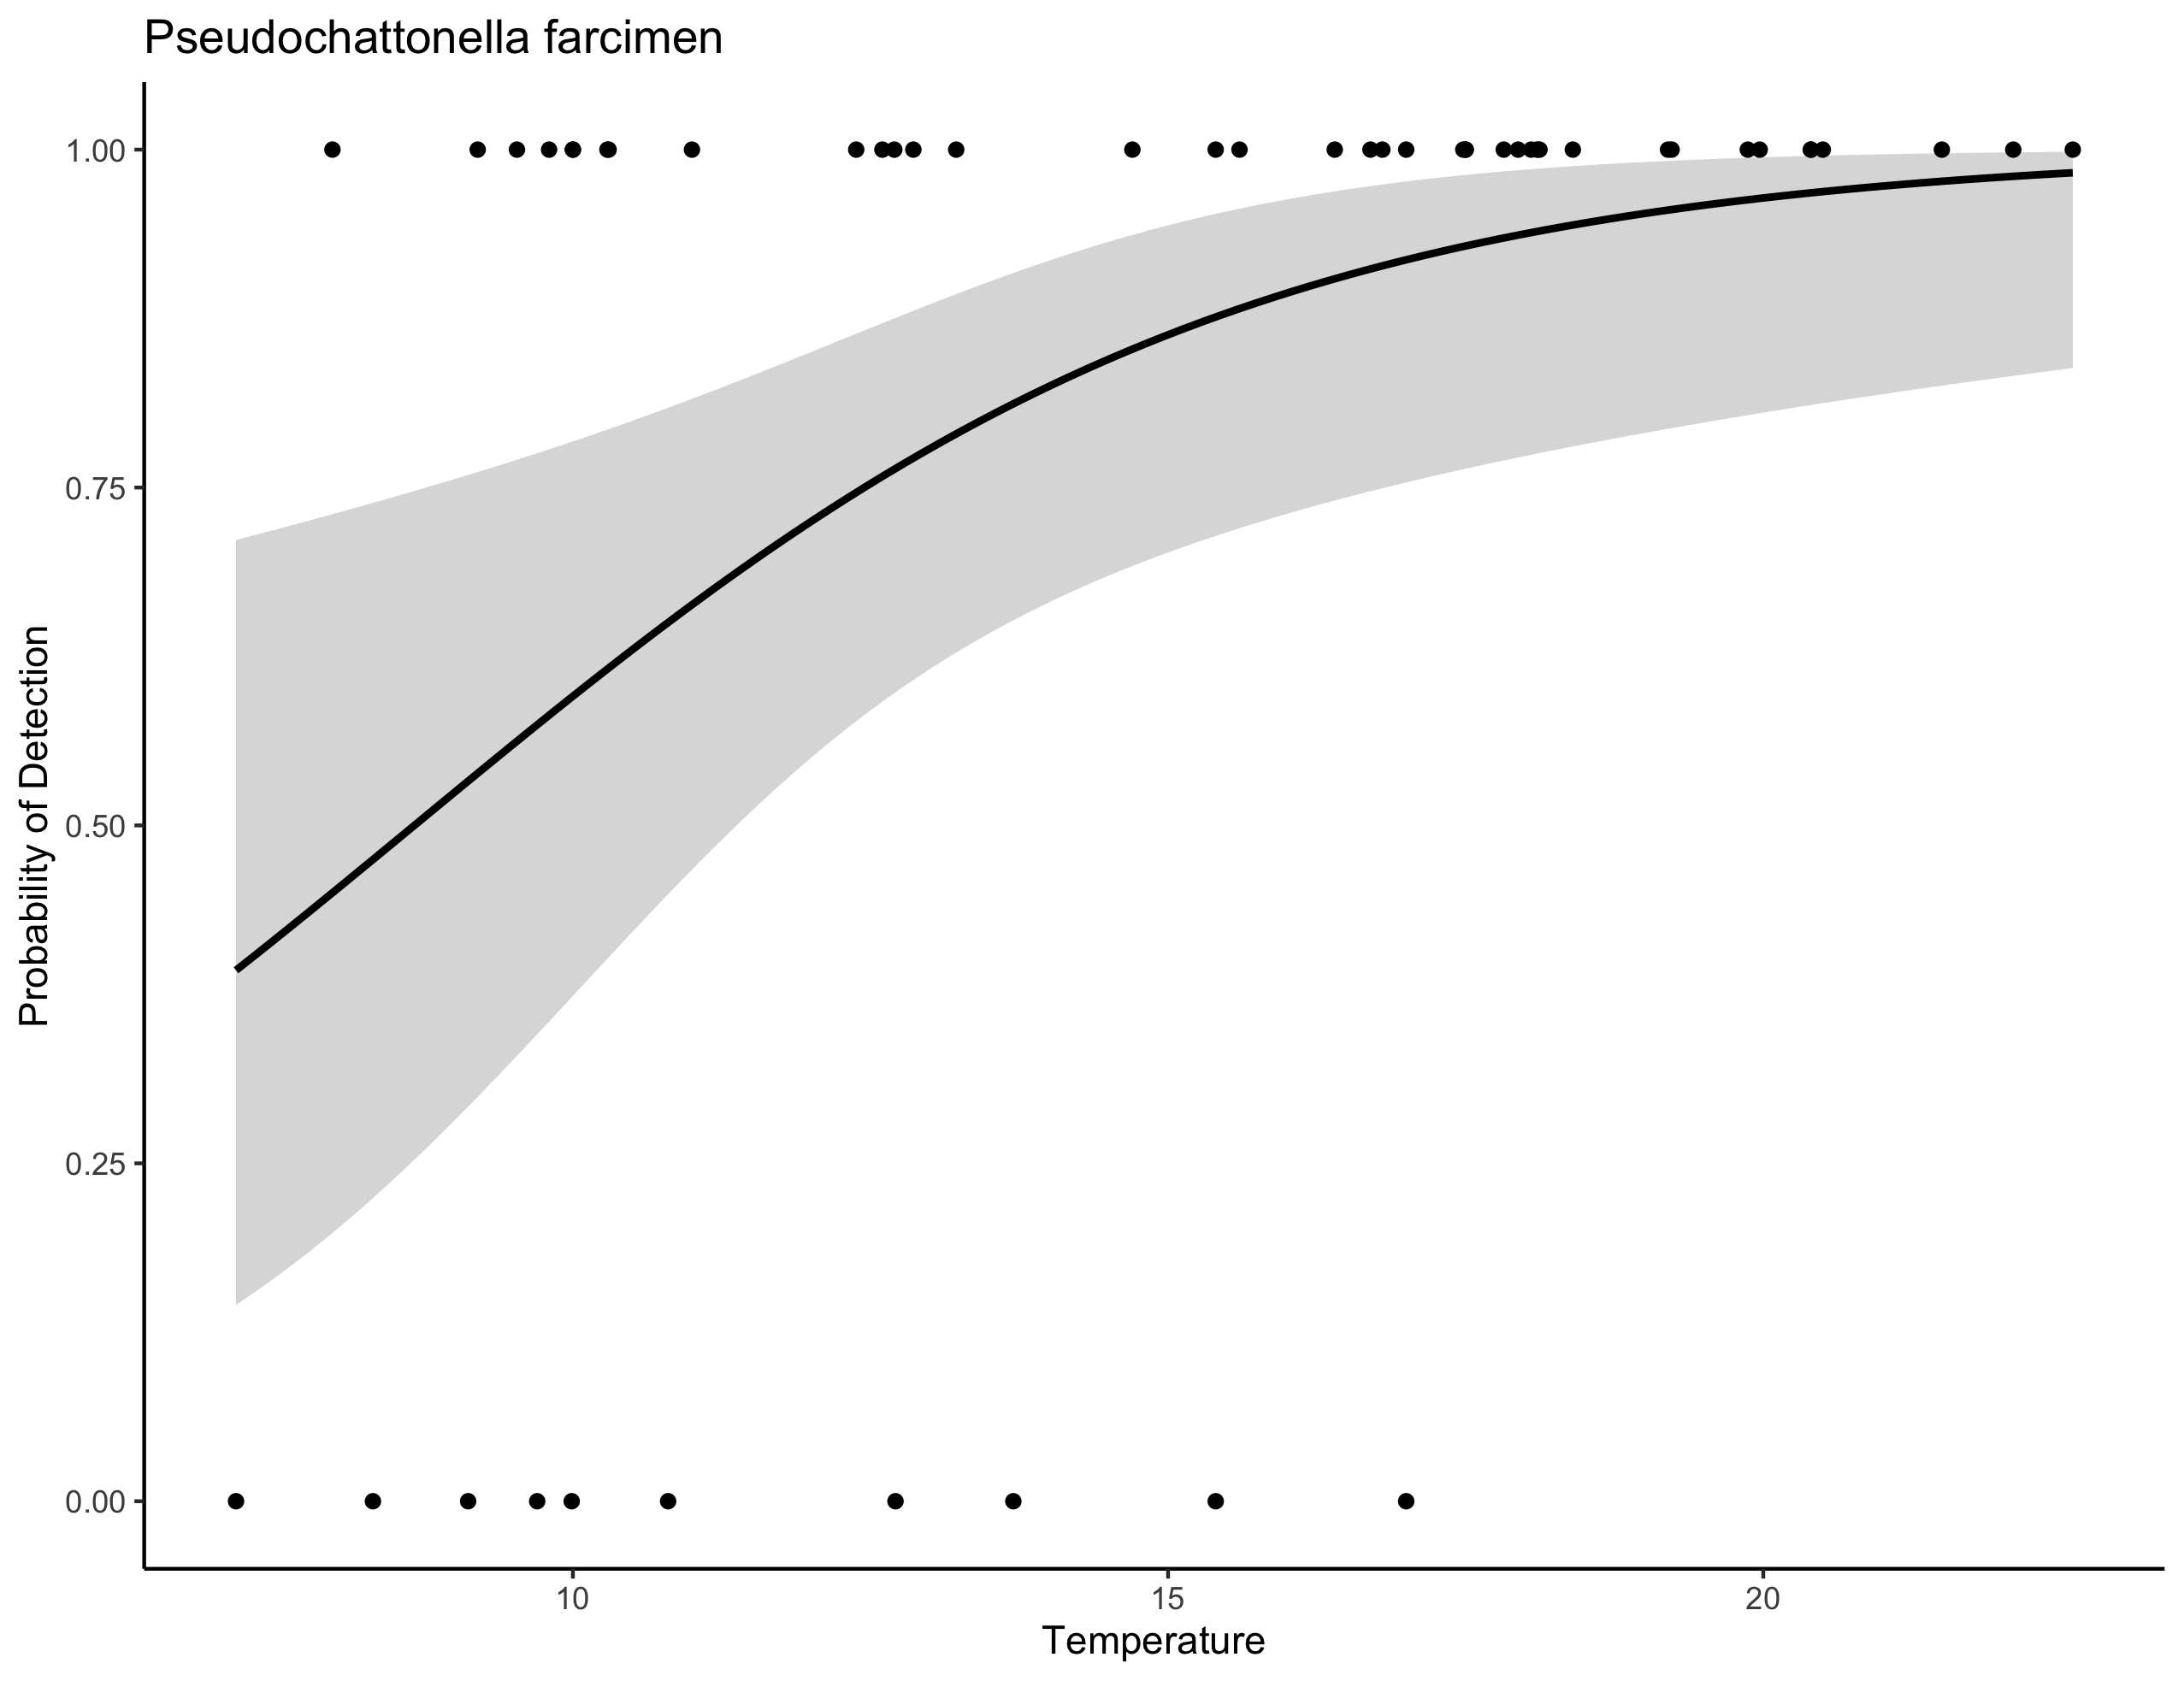 Pseudochattonella farcimen
Probability of Detection
1.00
0.75
0.50
0.25
0.00
10
15
20
Temperature